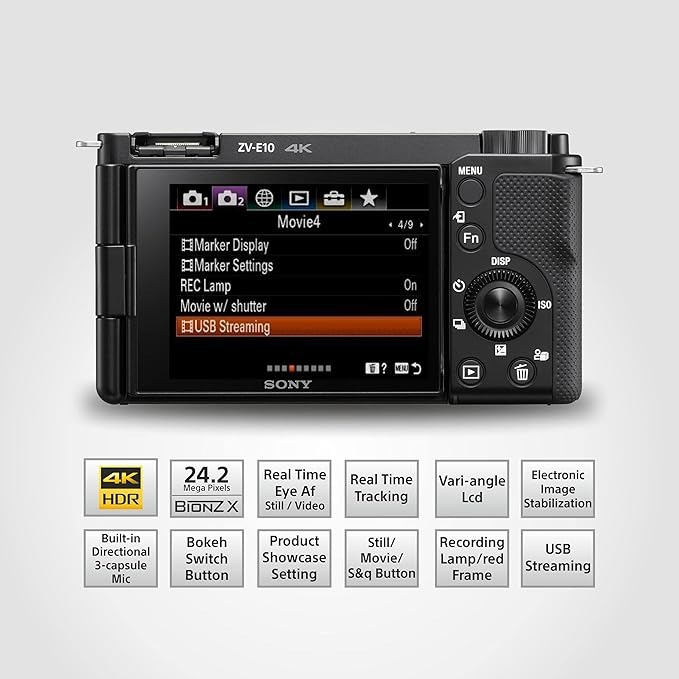 ZV-E10 4K
MENU
Fn
DISP
ISO
1 2
Movie4 4/9
Marker Display Off
Marker Settings
REC Lamp On
Movie w/ shutter Off
USB Streaming
? MENU
SONY
4K
HDR
24.2
Mega Pixels
BIONZ X
Real Time
Eye Af
Still / Video
Real Time
Tracking
Vari-angle
Lcd
Electronic
Image
Stabilization
Built-in
Directional
3-capsule
Mic
Bokeh
Switch
Button
Product
Showcase
Setting
Still/
Movie/
S&q Button
Recording
Lamp/red
Frame
USB
Streaming